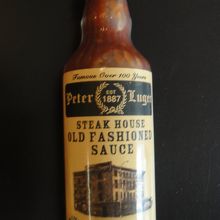 Famous Over 100 Years
Peter Luger
EST
1887
STEAK HOUSE
OLD FASHIONED
SAUCE